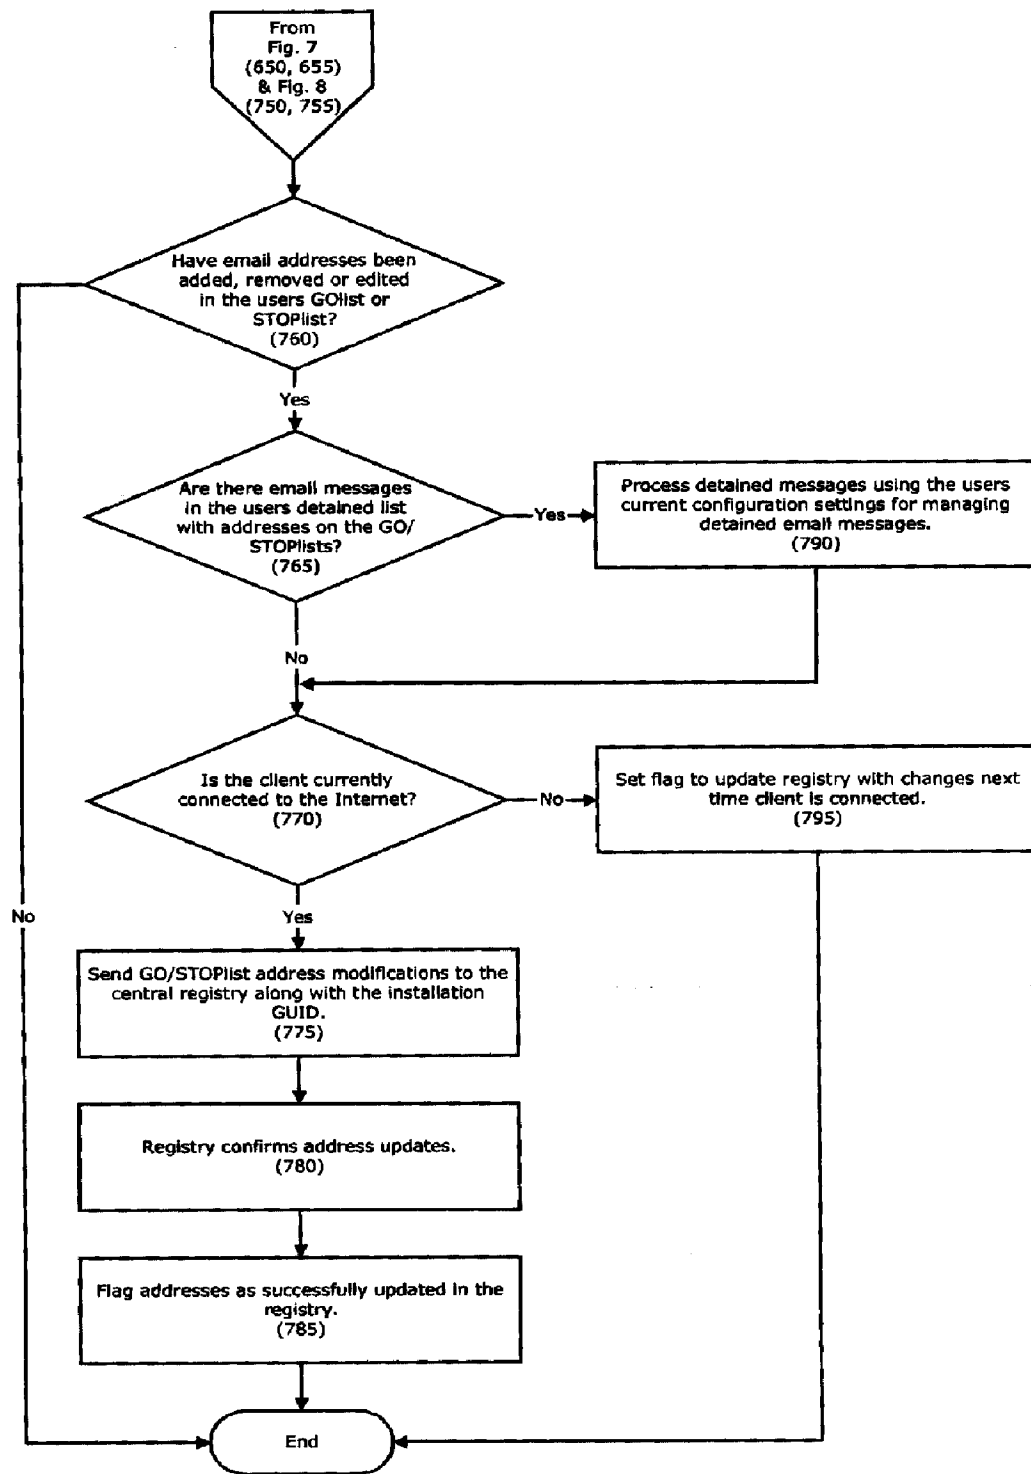 From
Fig. 7
(650, 655)
& Fig. 8
(750, 755)
Have email addresses been
added, removed or edited
in the users GOlist or
STOPlist?
(760)
Yes
Are there email messages
in the users detained list
with addresses on the GO/
STOPlists?
(765)
Yes
Process detained messages using the users
current configuration settings for managing
detained email messages.
(790)
No
Is the client currently
connected to the Internet?
(770)
No
Set flag to update registry with changes next
time client is connected.
(795)
No
Yes
Send GO/STOPlist address modifications to the
central registry along with the installation
GUID.
(775)
Registry confirms address updates.
(780)
Flag addresses as successfully updated in the
registry.
(785)
End